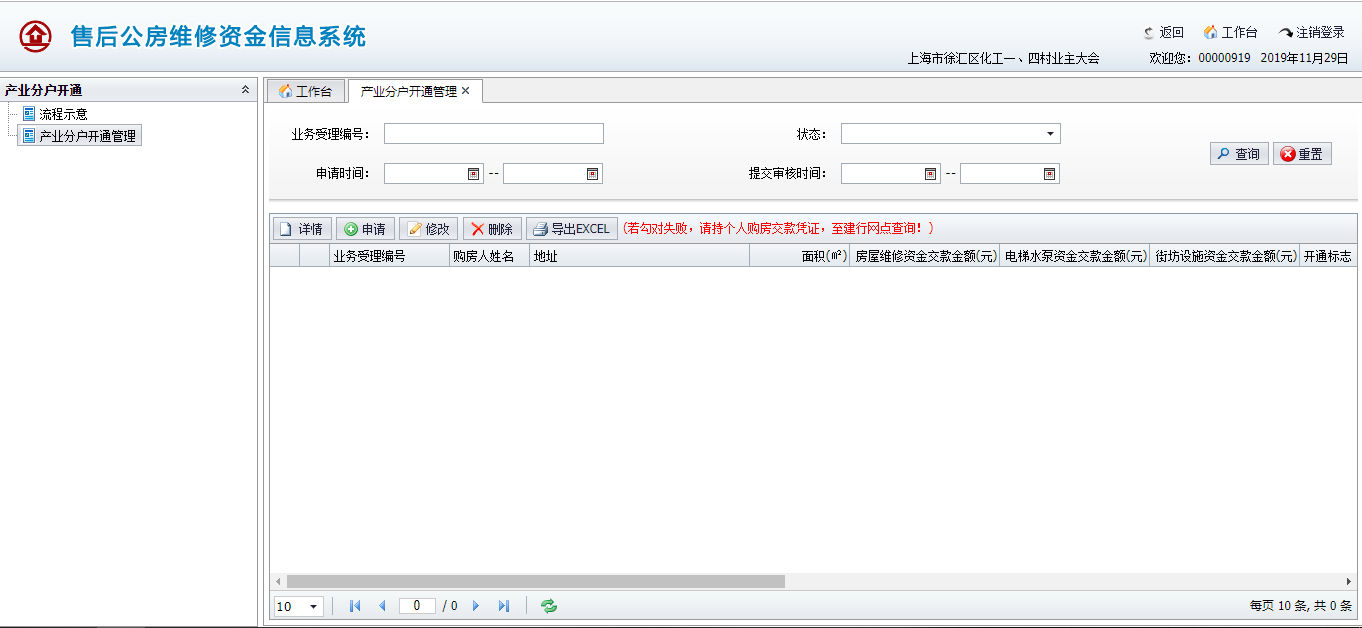 售后公房维修资金信息系统
返回 工作台 注销登录
上海市徐汇区化工一、四村业主大会 欢迎您: 00000919 2019年11月29日
产业分户开通
流程示意
产业分户开通管理
工作台 产业分户开通管理
业务受理编号: 状态:
查询 重置
申请时间: -- 提交审核时间: --
详情 申请 修改 删除 导出EXCEL (若勾对失败，请持个人购房交款凭证，至建行网点查询！)
业务受理编号 购房人姓名 地址 面积(㎡) 房屋维修资金交款金额(元) 电梯水泵资金交款金额(元) 街坊设施资金交款金额(元) 开通标志
10 0 / 0 每页 10 条, 共 0 条